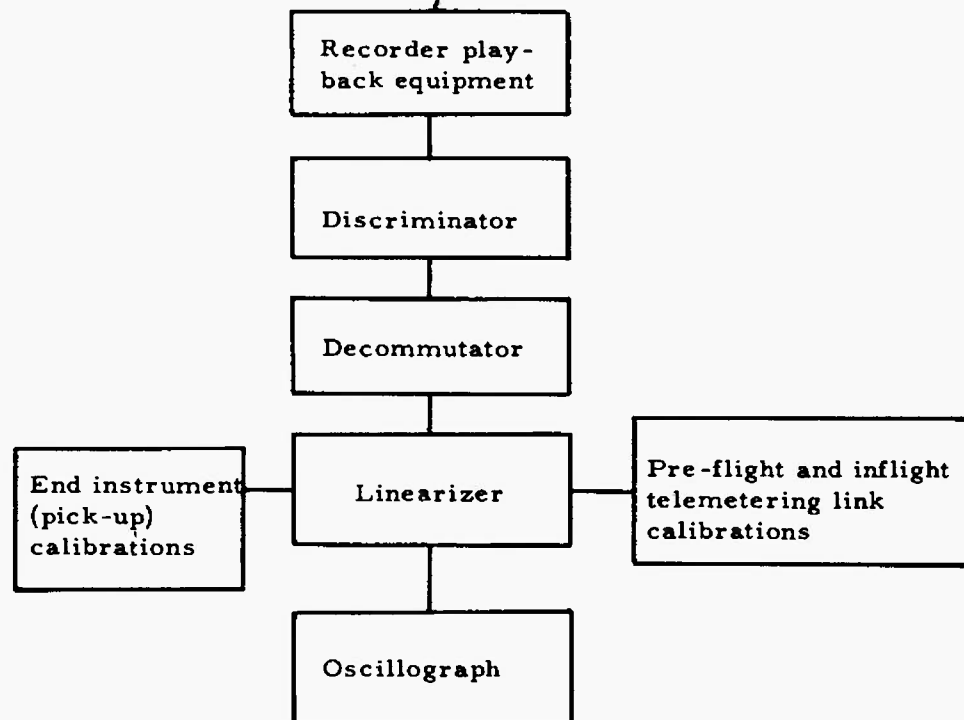 Recorder play-
back equipment
Discriminator
Decommutator
End instrument
(pick-up)
calibrations
Linearizer
Pre-flight and inflight
telemetering link
calibrations
Oscillograph